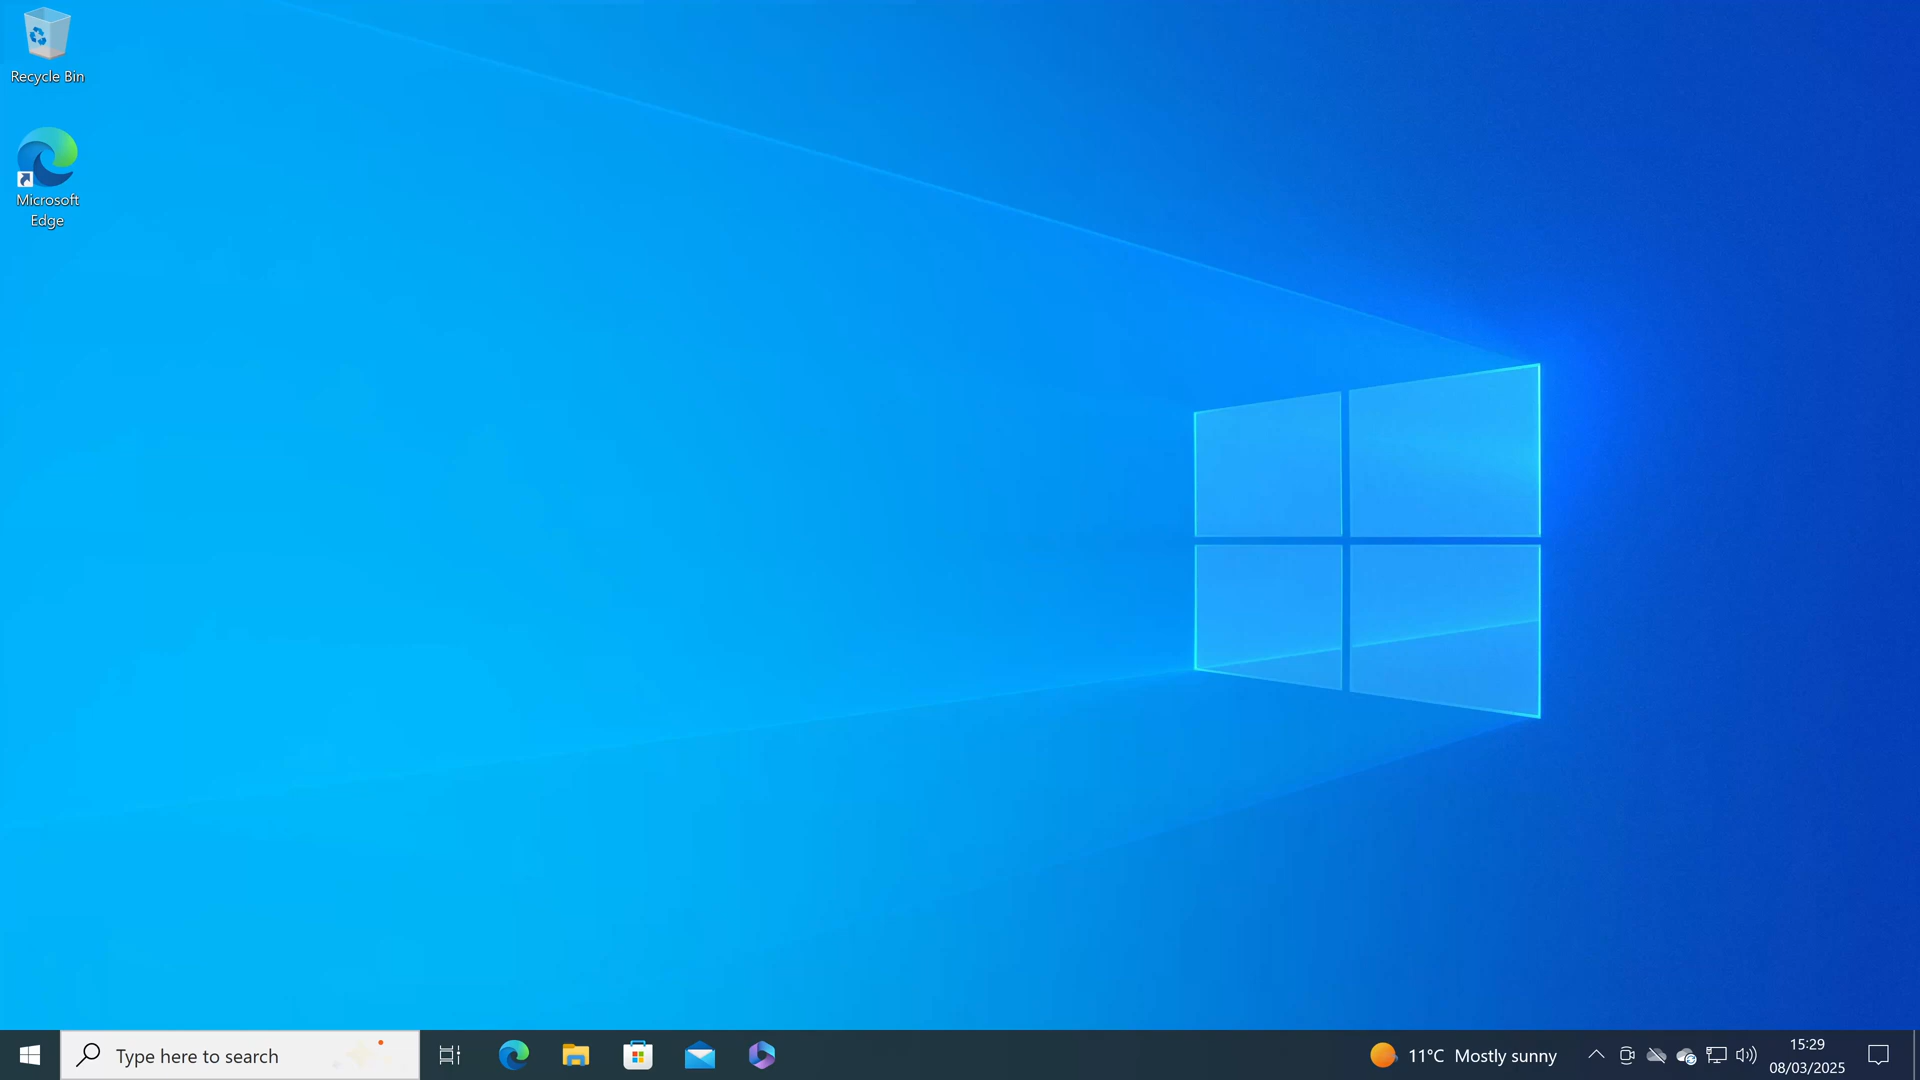 Recycle Bin
Microsoft
Edge
Type here to search
11°C Mostly sunny
15:29
08/03/2025